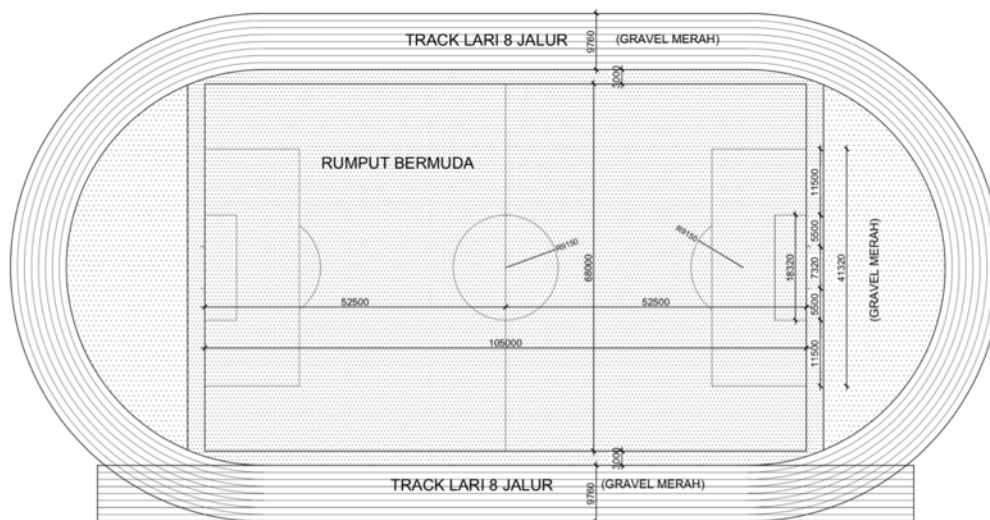 TRACK LARI 8 JALUR (GRAVEL MERAH)
9760
3000
RUMPUT BERMUDA
R9150
R9150
68000
11500
5500
7320
5500
11500
18320
41320
(GRAVEL MERAH)
52500
52500
105000
3000
TRACK LARI 8 JALUR (GRAVEL MERAH)
9760